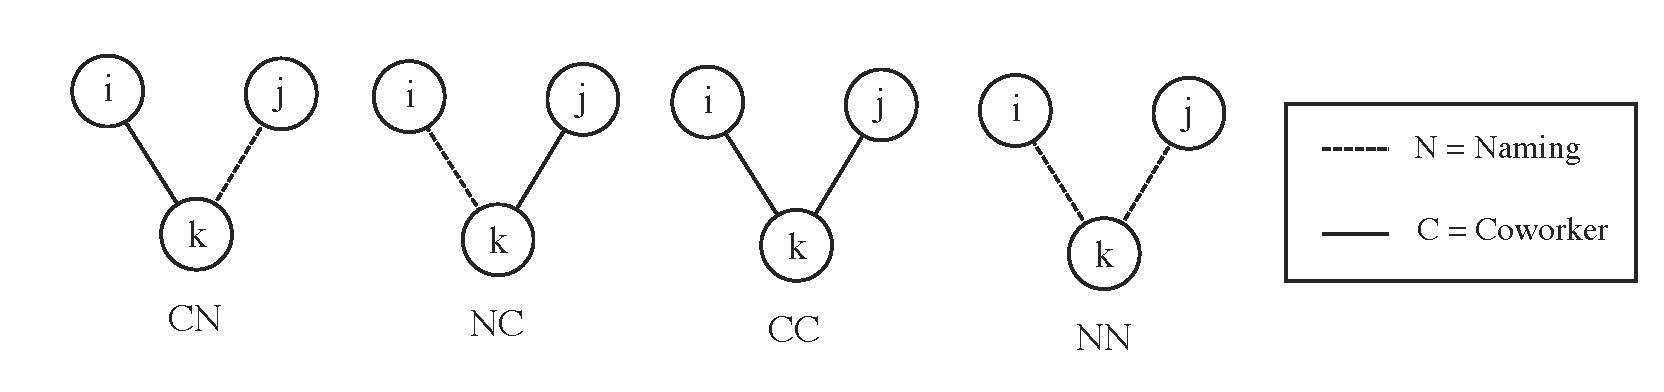 i j k CN
i j k NC
i j k CC
i j k NN
N = Naming
C = Coworker